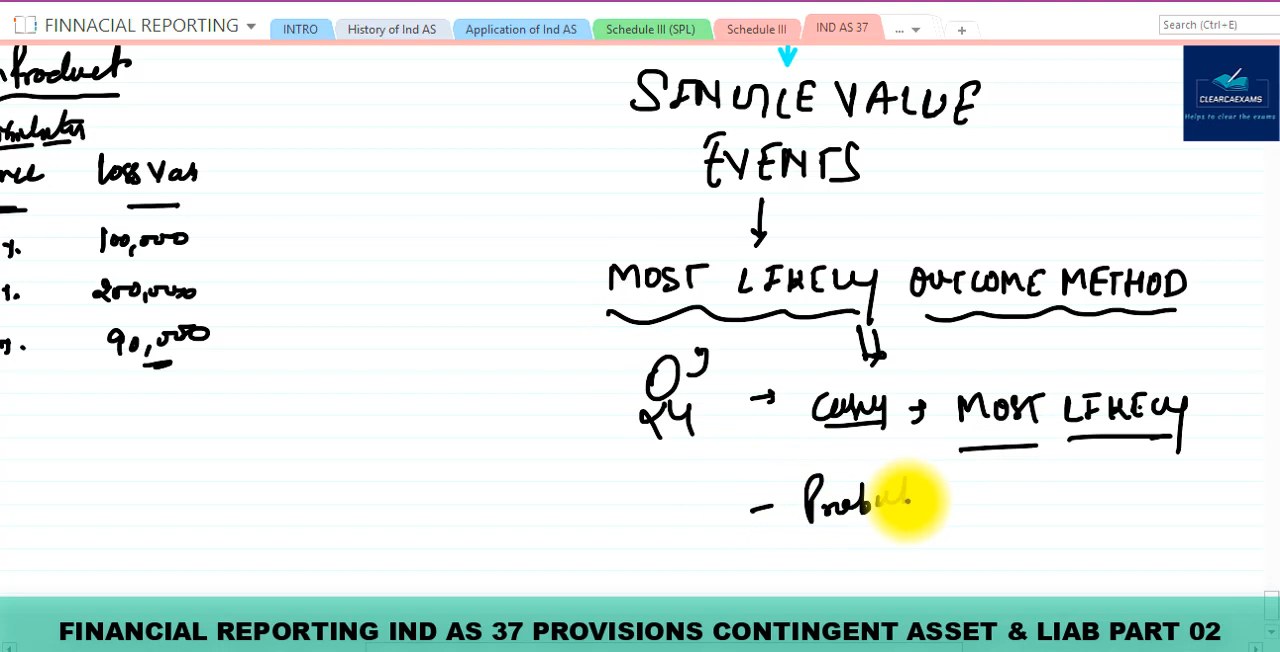 FINNACIAL REPORTING
INTRO
History of Ind AS
Application of Ind AS
Schedule III (SPL)
Schedule III
IND AS 37
...
+
Search (Ctrl+E)
CLEARCAEXAMS
Helps to clear the exams
loss Val
100,000
200,000
90,000
SINGLE VALUE
EVENTS
MOST LIKELY OUTCOME METHOD
MOST LIKELY
FINANCIAL REPORTING IND AS 37 PROVISIONS CONTINGENT ASSET & LIAB PART 02